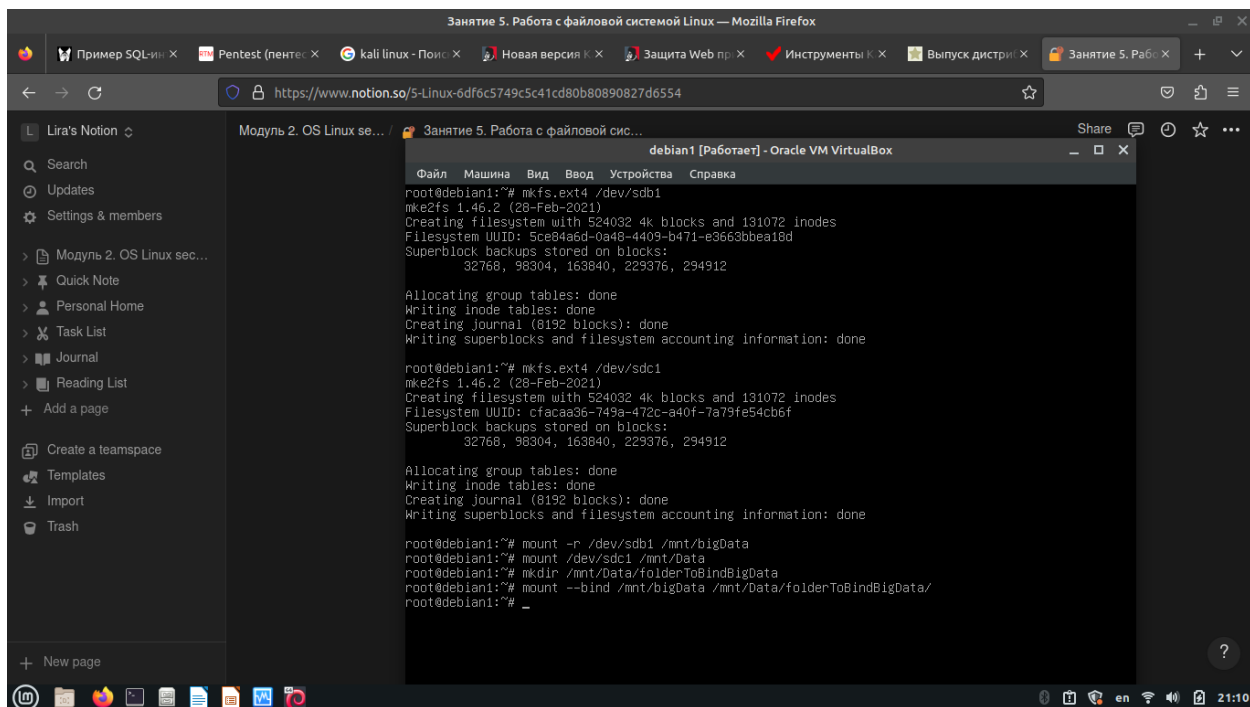 Занятие 5. Работа с файловой системой Linux — Mozilla Firefox
Пример SQL-ин
Pentest (пентес
kali linux - Поис
Новая версия K
Защита Web пр
Инструменты K
Выпуск дистриб
Занятие 5. Рабо
https://www.notion.so/5-Linux-6df6c5749c5c41cd80b80890827d6554
L Lira's Notion
Модуль 2. OS Linux se... / Занятие 5. Работа с файловой сис...
Share
Search
Updates
Settings & members
Модуль 2. OS Linux sec...
Quick Note
Personal Home
Task List
Journal
Reading List
+ Add a page
Create a teamspace
Templates
Import
Trash
+ New page
debian1 [Работает] - Oracle VM VirtualBox
Файл Машина Вид Ввод Устройства Справка
root@debian1:~# mkfs.ext4 /dev/sdb1
mke2fs 1.46.2 (28-Feb-2021)
Creating filesystem with 524032 4k blocks and 131072 inodes
Filesystem UUID: 5ce84a6d-0a48-4409-b471-e3663bbea18d
Superblock backups stored on blocks:
32768, 98304, 163840, 229376, 294912
Allocating group tables: done
Writing inode tables: done
Creating journal (8192 blocks): done
Writing superblocks and filesystem accounting information: done
root@debian1:~# mkfs.ext4 /dev/sdc1
mke2fs 1.46.2 (28-Feb-2021)
Creating filesystem with 524032 4k blocks and 131072 inodes
Filesystem UUID: cfacaa36-749a-472c-a40f-7a79fe54cb6f
Superblock backups stored on blocks:
32768, 98304, 163840, 229376, 294912
Allocating group tables: done
Writing inode tables: done
Creating journal (8192 blocks): done
Writing superblocks and filesystem accounting information: done
root@debian1:~# mount -r /dev/sdb1 /mnt/bigData
root@debian1:~# mount /dev/sdc1 /mnt/Data
root@debian1:~# mkdir /mnt/Data/folderToBindBigData
root@debian1:~# mount --bind /mnt/bigData /mnt/Data/folderToBindBigData/
root@debian1:~# _
?
en
21:10